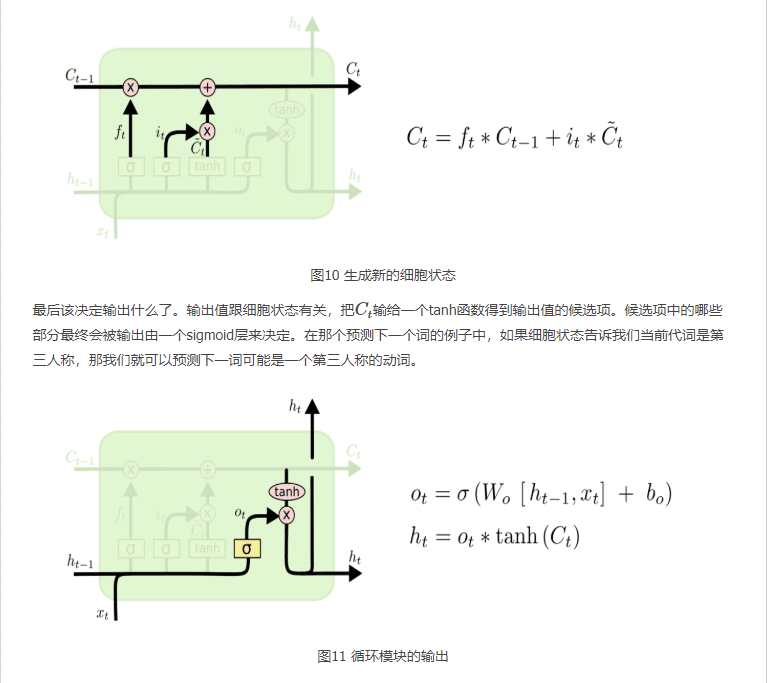 h_t
C_{t-1} × + C_t
tanh
f_t i_t × o_t ×
C̃_t
σ σ tanh σ
h_{t-1} h_t
x_t
C_t = f_t * C_{t-1} + i_t * C̃_t
图10 生成新的细胞状态
最后该决定输出什么了。输出值跟细胞状态有关，把C_t输给一个tanh函数得到输出值的候选项。候选项中的哪些
部分最终会被输出由一个sigmoid层来决定。在那个预测下一个词的例子中，如果细胞状态告诉我们当前代词是第
三人称，那我们就可以预测下一词可能是一个第三人称的动词。
h_t
C_{t-1} × + C_t
tanh
f_t i_t × o_t ×
C̃_t
σ σ tanh σ
h_{t-1} h_t
x_t
o_t = σ (W_o [h_{t-1}, x_t] + b_o)
h_t = o_t * tanh (C_t)
图11 循环模块的输出